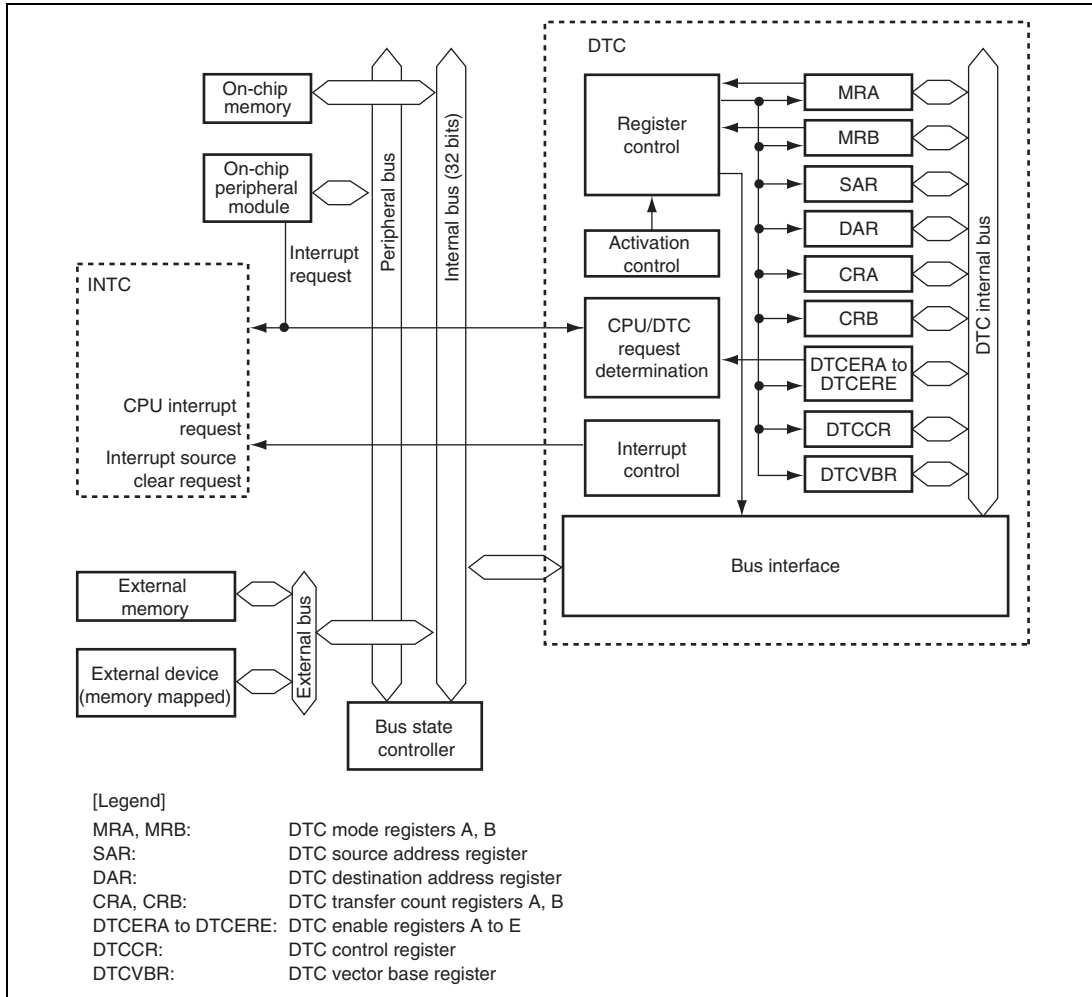 DTC
On-chip
memory
On-chip
peripheral
module
Interrupt
request
Peripheral bus
Internal bus (32 bits)
Register
control
Activation
control
CPU/DTC
request
determination
Interrupt
control
MRA
MRB
SAR
DAR
CRA
CRB
DTCERA to
DTCERE
DTCCR
DTCVBR
DTC internal bus
INTC
CPU interrupt
request
Interrupt source
clear request
Bus interface
External
memory
External device
(memory mapped)
External bus
Bus state
controller
[Legend]
MRA, MRB: DTC mode registers A, B
SAR: DTC source address register
DAR: DTC destination address register
CRA, CRB: DTC transfer count registers A, B
DTCERA to DTCERE: DTC enable registers A to E
DTCCR: DTC control register
DTCVBR: DTC vector base register